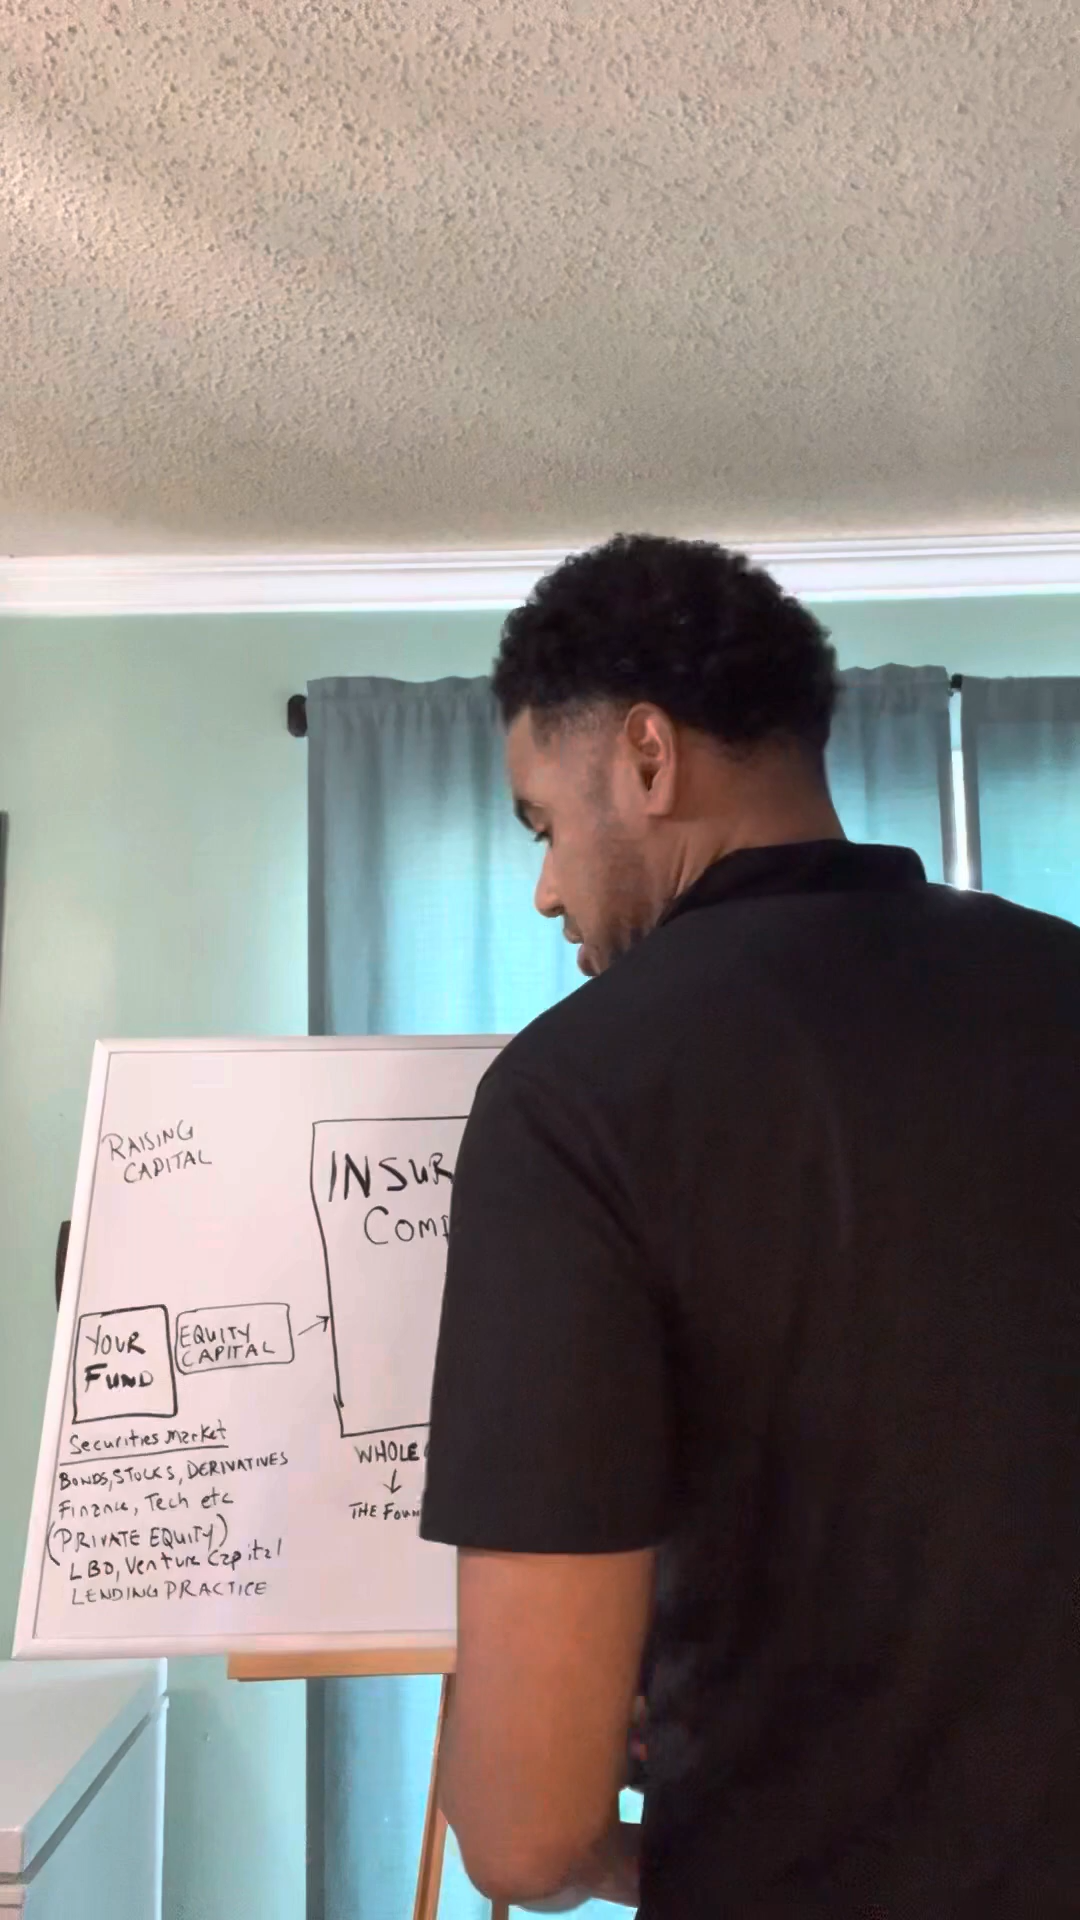 RAISING
CAPITAL
INSUR
COMP
YOUR
FUND
EQUITY
CAPITAL
Securities Market
BONDS, STOCKS, DERIVATIVES
Finance, Tech etc
(PRIVATE EQUITY)
LBO, Venture Capital
LENDING PRACTICE
WHOLE
THE FOUN